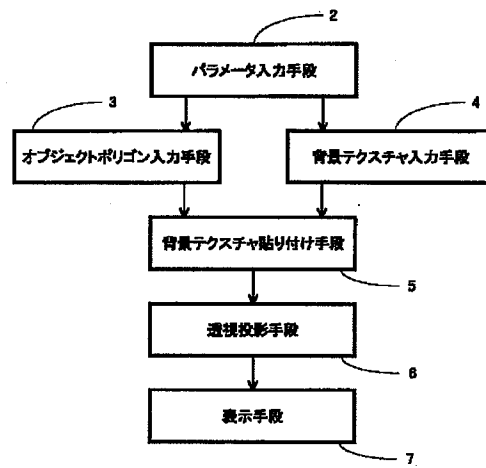 2
パラメータ入力手段
3
4
オブジェクトポリゴン入力手段
背景テクスチャ入力手段
背景テクスチャ貼り付け手段
5
透視投影手段
6
表示手段
7